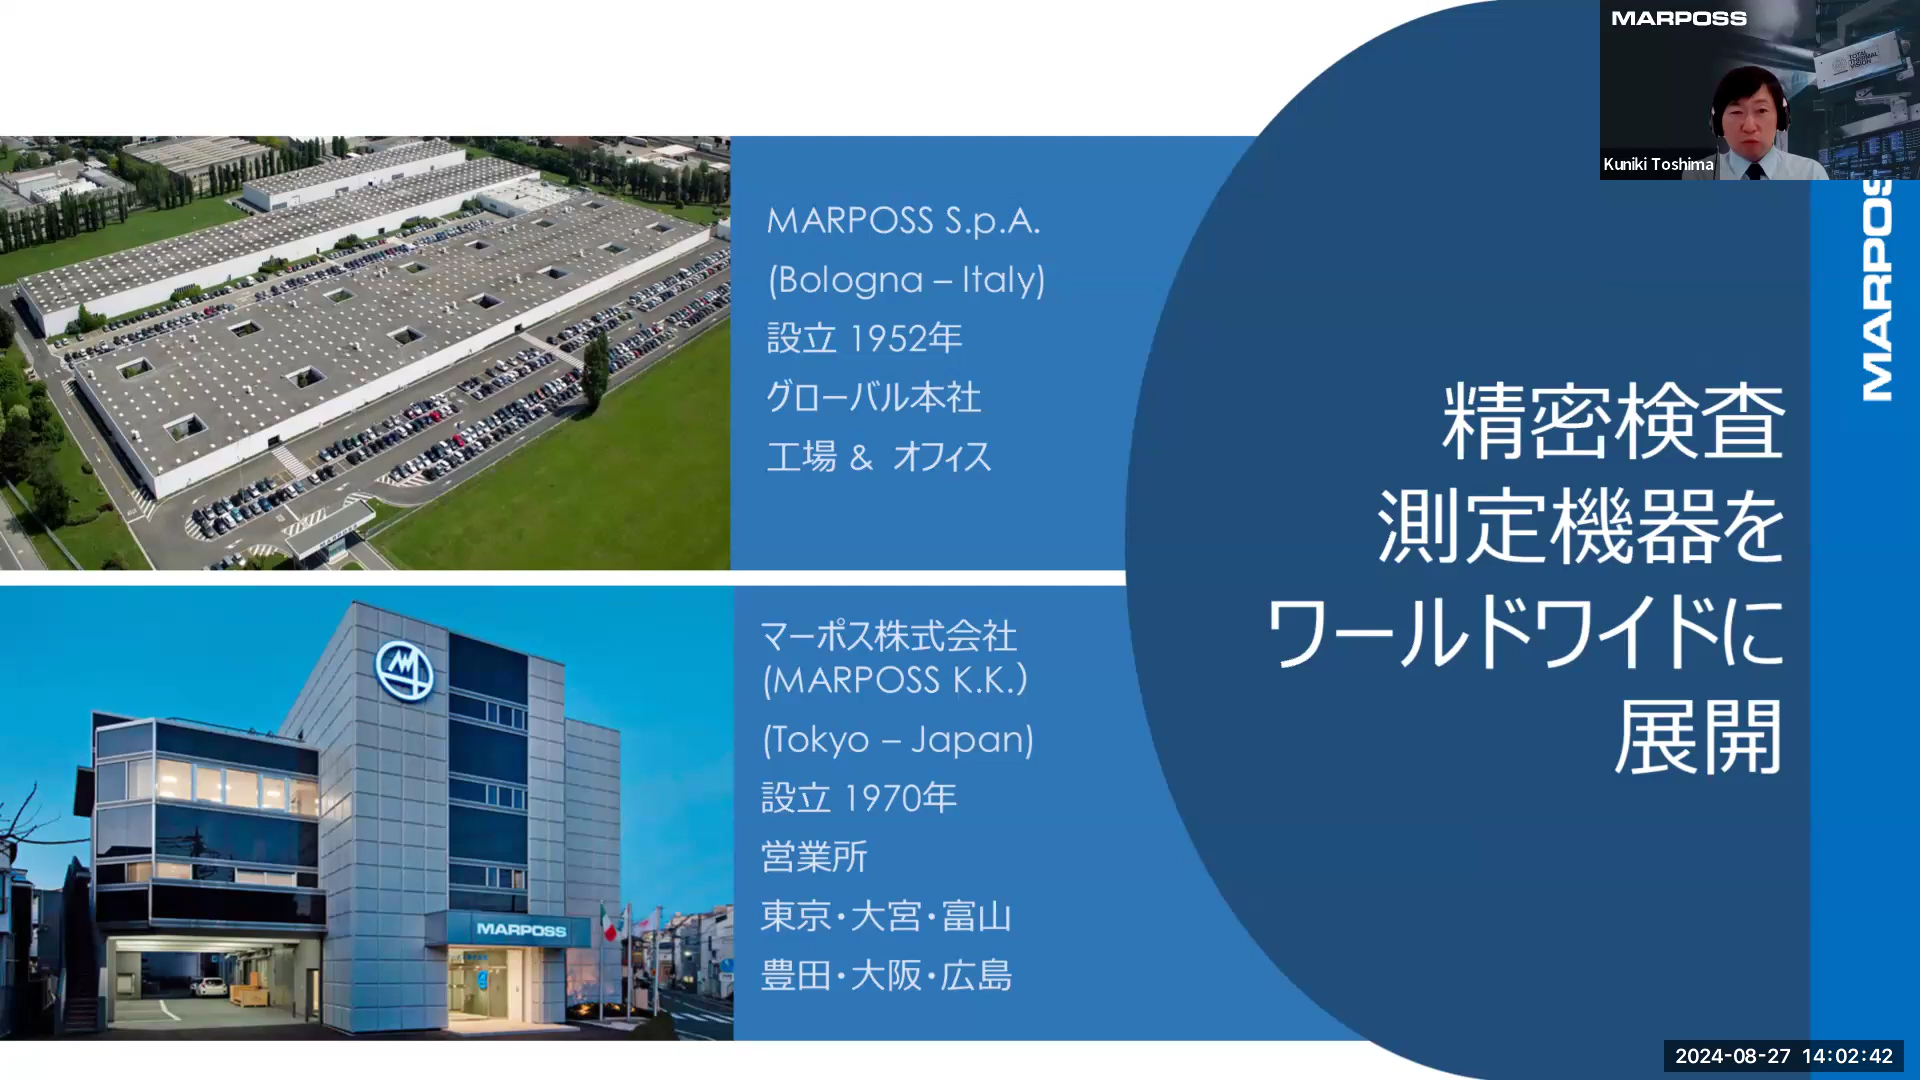 MARPOSS S.p.A.
(Bologna – Italy)
設立 1952年
グローバル本社
工場 & オフィス
マーポス株式会社
(MARPOSS K.K.)
(Tokyo – Japan)
設立 1970年
営業所
東京・大宮・富山
豊田・大阪・広島
MARPOSS
精密検査
測定機器を
ワールドワイドに
展開
MARPOSS
TOTAL
THERMAL
VISION
Kuniki Toshima
MARPOSS
2024-08-27 14:02:42